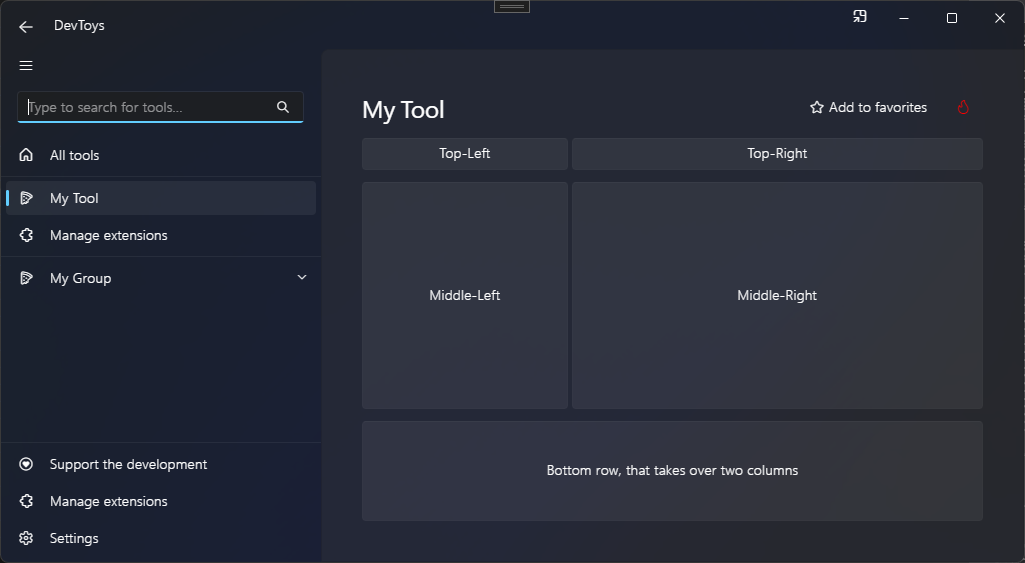 DevToys
Type to search for tools...
All tools
My Tool
Manage extensions
My Group
Support the development
Manage extensions
Settings
My Tool
Add to favorites
Top-Left
Top-Right
Middle-Left
Middle-Right
Bottom row, that takes over two columns